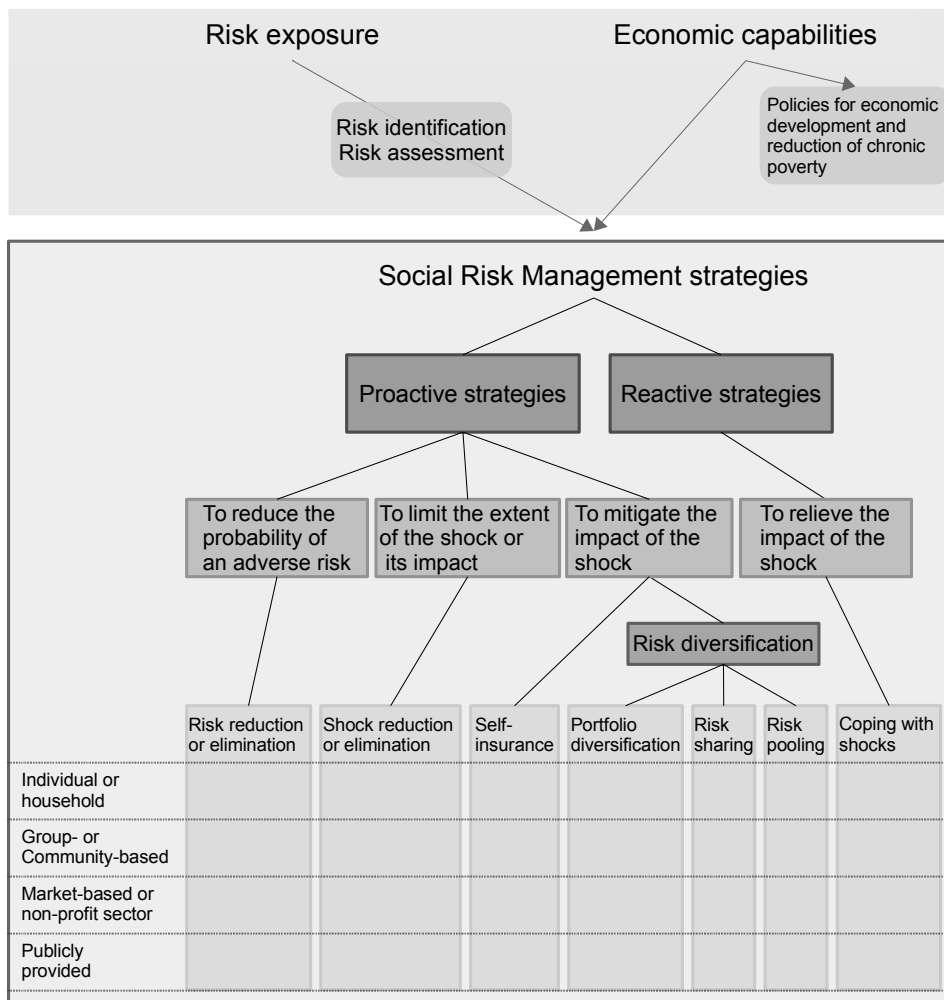 Risk exposure
Economic capabilities
Risk identification
Risk assessment
Policies for economic
development and
reduction of chronic
poverty
Social Risk Management strategies
Proactive strategies
Reactive strategies
To reduce the
probability of
an adverse risk
To limit the extent
of the shock or
its impact
To mitigate the
impact of the
shock
To relieve the
impact of the
shock
Risk diversification
Risk reduction
or elimination
Shock reduction
or elimination
Self-
insurance
Portfolio
diversification
Risk
sharing
Risk
pooling
Coping with
shocks
Individual or
household
Group- or
Community-based
Market-based or
non-profit sector
Publicly
provided